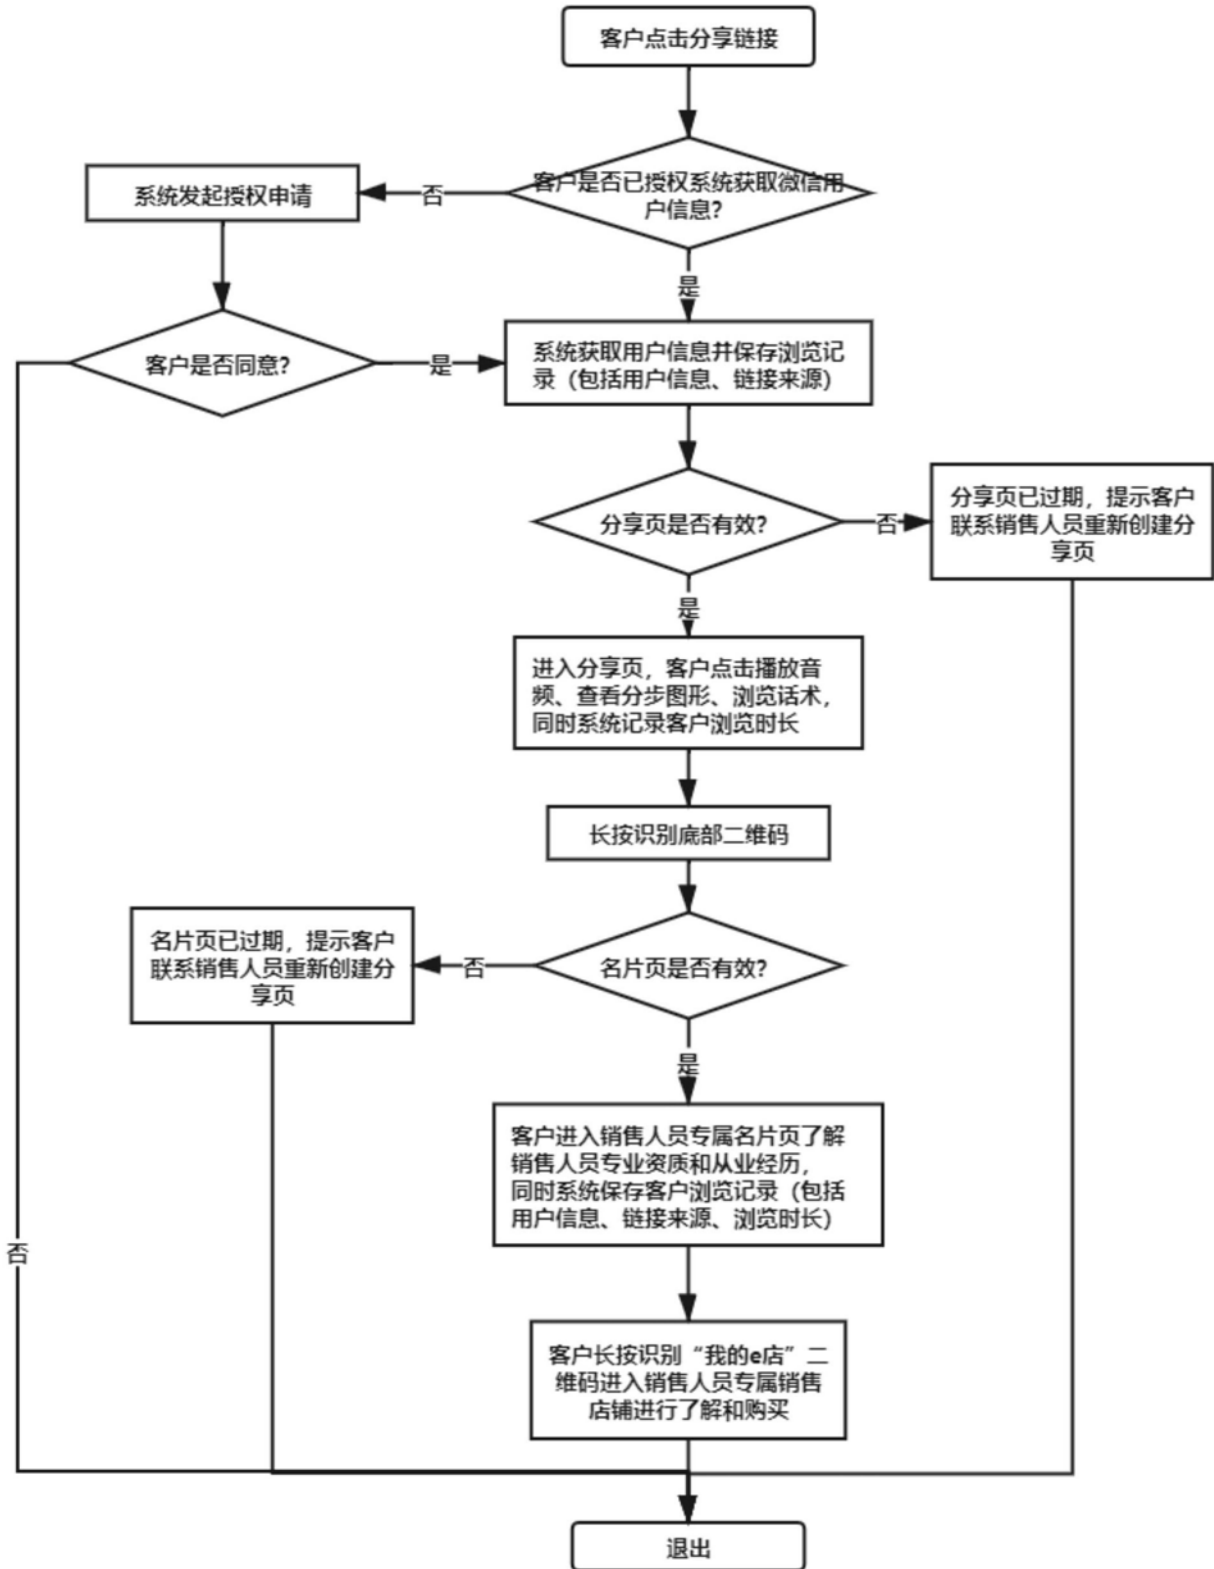 客户点击分享链接
客户是否已授权系统获取微信用
户信息？
否
系统发起授权申请
是
客户是否同意？
是
系统获取用户信息并保存浏览记
录（包括用户信息、链接来源）
分享页是否有效？
否
分享页已过期，提示客户
联系销售人员重新创建分
享页
是
进入分享页，客户点击播放音
频、查看分步图形、浏览话术，
同时系统记录客户浏览时长
长按识别底部二维码
名片页是否有效？
否
名片页已过期，提示客户
联系销售人员重新创建分
享页
是
客户进入销售人员专属名片页了解
销售人员专业资质和从业经历，
同时系统保存客户浏览记录（包括
用户信息、链接来源、浏览时长）
否
客户长按识别“我的e店”二
维码进入销售人员专属销售
店铺进行了解和购买
退出